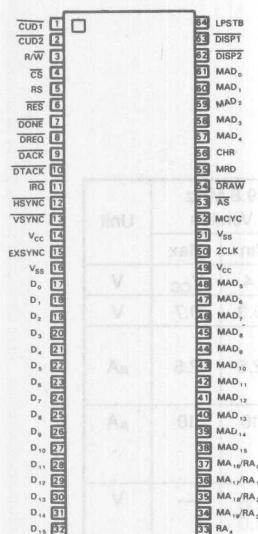 CUD1 1
CUD2 2
R/W 3
CS 4
RS 5
RES 6
DONE 7
DREQ 8
DACK 9
DTACK 10
IRQ 11
HSYNC 12
VSYNC 13
VCC 14
EXSYNC 15
VSS 16
D0 17
D1 18
D2 19
D3 20
D4 21
D5 22
D6 23
D7 24
D8 25
D9 26
D10 27
D11 28
D12 29
D13 30
D14 31
D15 32
64 LPSTB
63 DISP1
62 DISP2
61 MAD0
60 MAD1
59 MAD2
58 MAD3
57 MAD4
56 CHR
55 MRD
54 DRAW
53 AS
52 MCYC
51 VSS
50 2CLK
49 VCC
48 MAD5
47 MAD6
46 MAD7
45 MAD8
44 MAD9
43 MAD10
42 MAD11
41 MAD12
40 MAD13
39 MAD14
38 MAD15
37 MA16/RA0
36 MA17/RA1
35 MA18/RA2
34 MA19/RA3
33 RA4